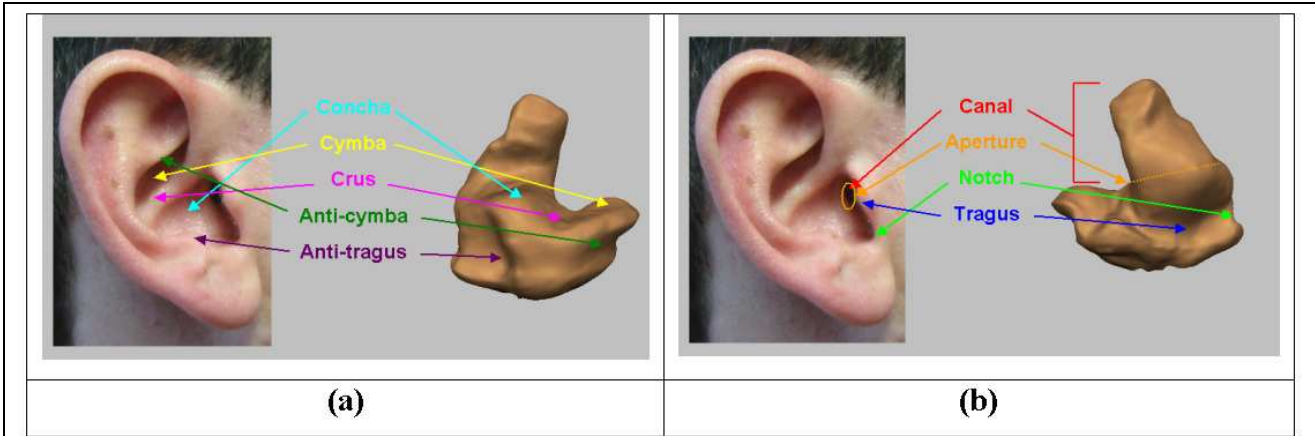 Concha
Cymba
Crus
Anti-cymba
Anti-tragus
(a)
Canal
Aperture
Notch
Tragus
(b)